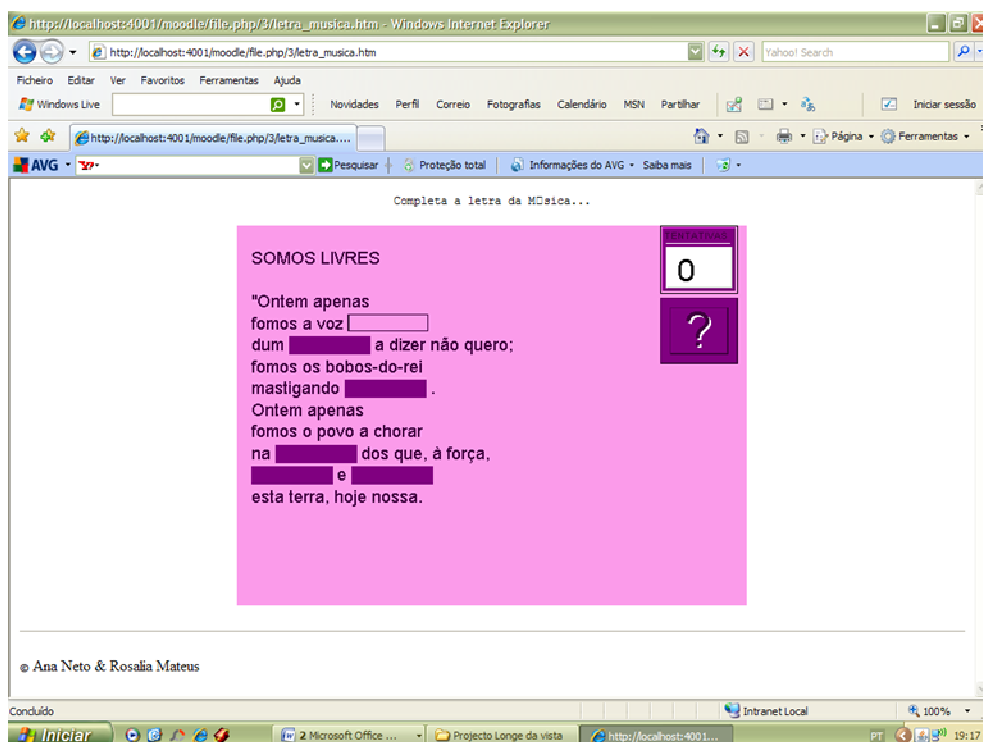 http://localhost:4001/moodle/file.php/3/letra_musica.htm - Windows Internet Explorer
http://localhost:4001/moodle/file.php/3/letra_musica.htm
Yahoo! Search
Ficheiro Editar Ver Favoritos Ferramentas Ajuda
Windows Live Novidades Perfil Correio Fotografias Calendário MSN Partilhar Iniciar sessão
http://localhost:4001/moodle/file.php/3/letra_musica.... Página Ferramentas
AVG Pesquisar Proteção total Informações do AVG Saiba mais
Completa a letra da M□sica...
TENTATIVAS
0
?
SOMOS LIVRES
"Ontem apenas
fomos a voz
dum a dizer não quero;
fomos os bobos-do-rei
mastigando .
Ontem apenas
fomos o povo a chorar
na dos que, à força,
e
esta terra, hoje nossa.
© Ana Neto & Rosalia Mateus
Concluído Intranet Local 100%
Iniciar 2 Microsoft Office ... Projecto Longe da vista http://localhost:4001... PT 19:17